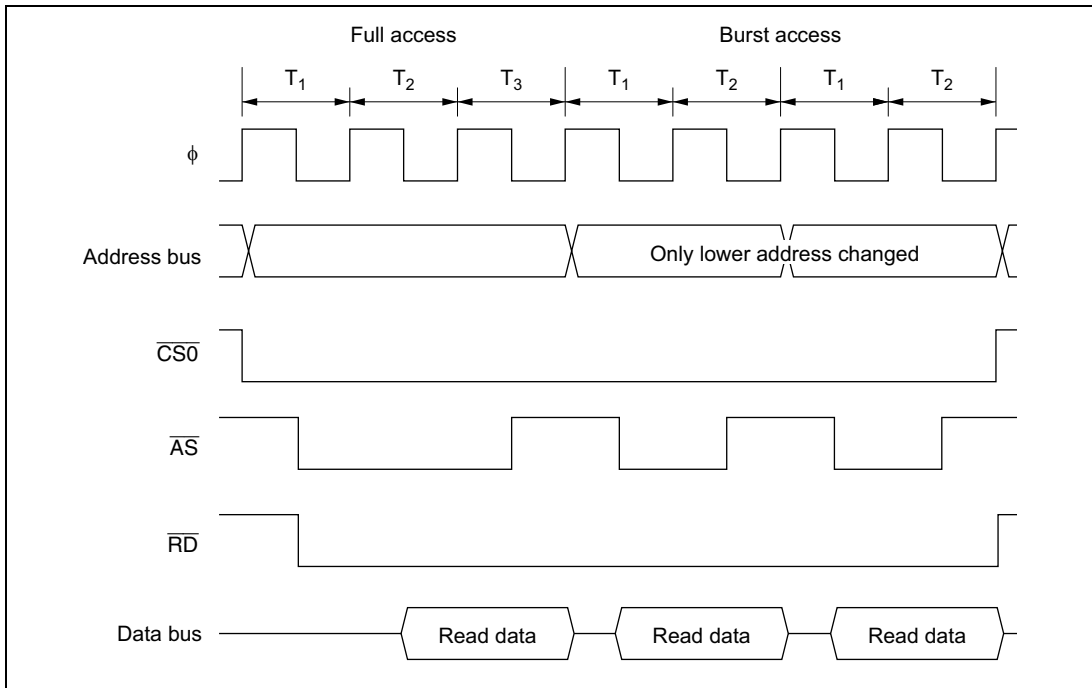 Full access Burst access
T1 T2 T3 T1 T2 T1 T2
ϕ
Address bus Only lower address changed
CS0
AS
RD
Data bus Read data Read data Read data